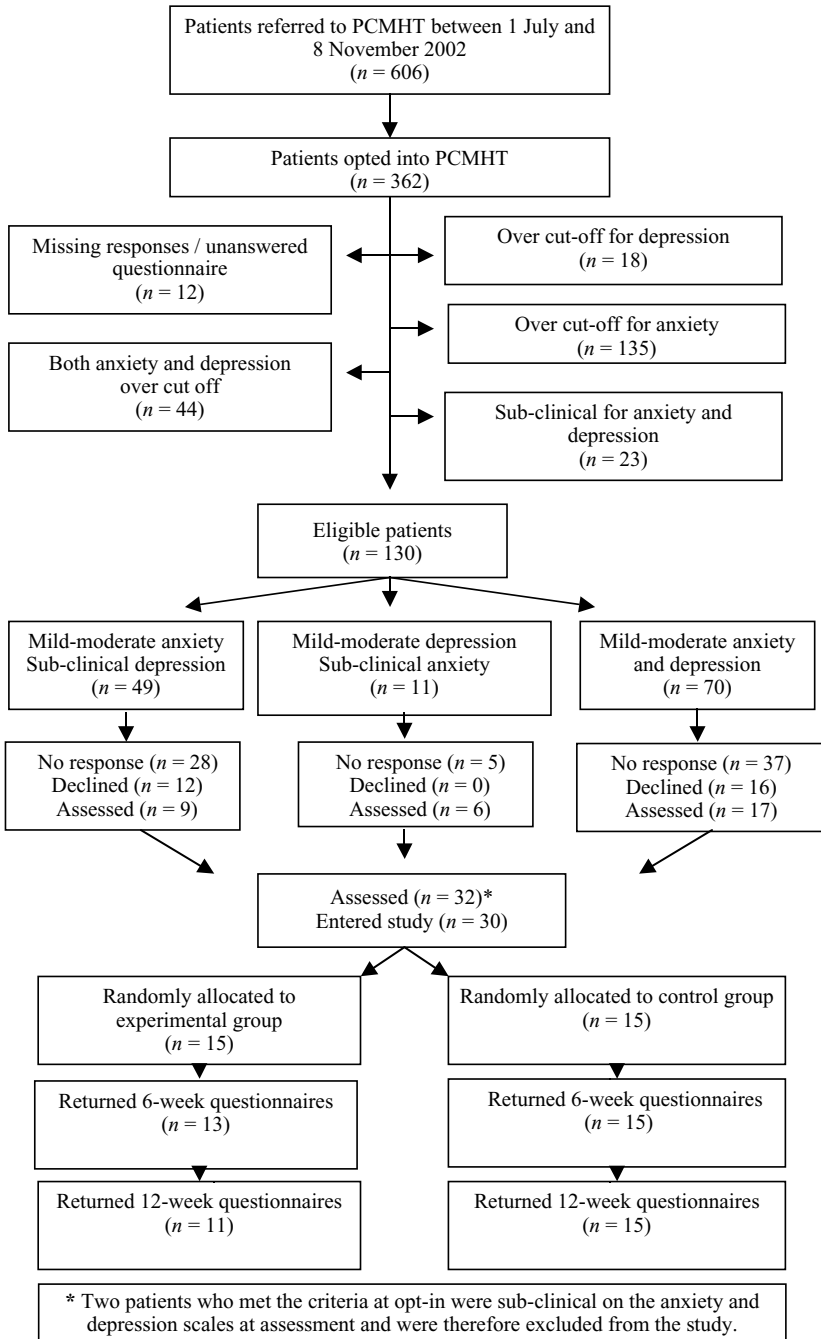 Patients referred to PCMHT between 1 July and
8 November 2002
(n = 606)
Patients opted into PCMHT
(n = 362)
Missing responses / unanswered
questionnaire
(n = 12)
Over cut-off for depression
(n = 18)
Over cut-off for anxiety
(n = 135)
Both anxiety and depression
over cut off
(n = 44)
Sub-clinical for anxiety and
depression
(n = 23)
Eligible patients
(n = 130)
Mild-moderate anxiety
Sub-clinical depression
(n = 49)
Mild-moderate depression
Sub-clinical anxiety
(n = 11)
Mild-moderate anxiety
and depression
(n = 70)
No response (n = 28)
Declined (n = 12)
Assessed (n = 9)
No response (n = 5)
Declined (n = 0)
Assessed (n = 6)
No response (n = 37)
Declined (n = 16)
Assessed (n = 17)
Assessed (n = 32)*
Entered study (n = 30)
Randomly allocated to
experimental group
(n = 15)
Randomly allocated to control group
(n = 15)
Returned 6-week questionnaires
(n = 13)
Returned 6-week questionnaires
(n = 15)
Returned 12-week questionnaires
(n = 11)
Returned 12-week questionnaires
(n = 15)
* Two patients who met the criteria at opt-in were sub-clinical on the anxiety and
depression scales at assessment and were therefore excluded from the study.